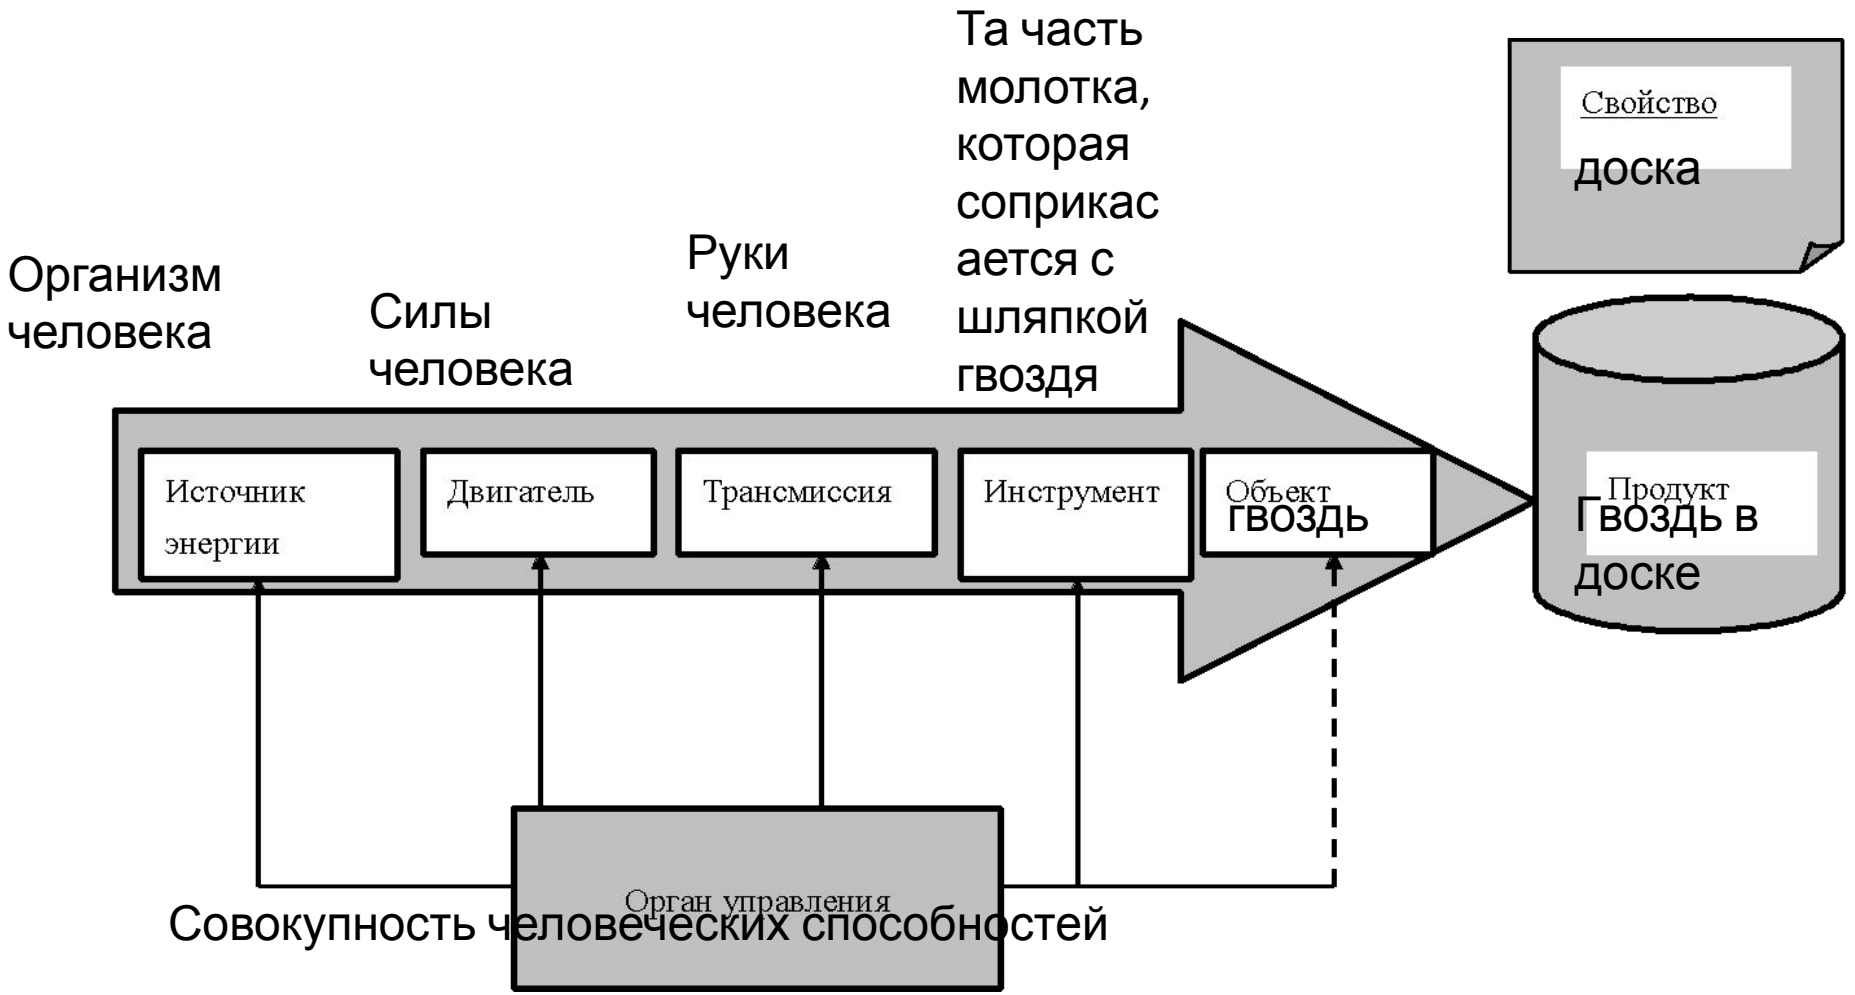 Организм
человека
Силы
человека
Руки
человека
Та часть
молотка,
которая
соприкас
ается с
шляпкой
гвоздя
Свойство
доска
Источник
энергии
Двигатель
Трансмиссия
Инструмент
Объект
гвоздь
Продукт
Гвоздь в
доске
Орган управления
Совокупность человеческих способностей